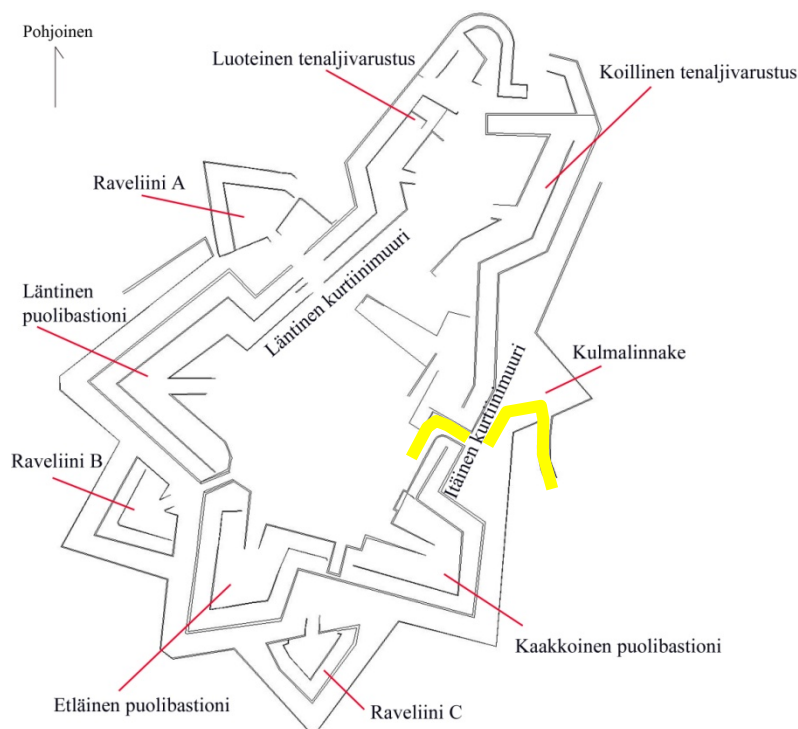 Pohjoinen
Luoteinen tenaljivarustus
Koillinen tenaljivarustus
Raveliini A
Läntinen kurtiinimuuri
Läntinen
puolibastioni
Kulmalinnake
Itäinen kurtiinimuuri
Raveliini B
Kaakkoinen puolibastioni
Etläinen puolibastioni
Raveliini C